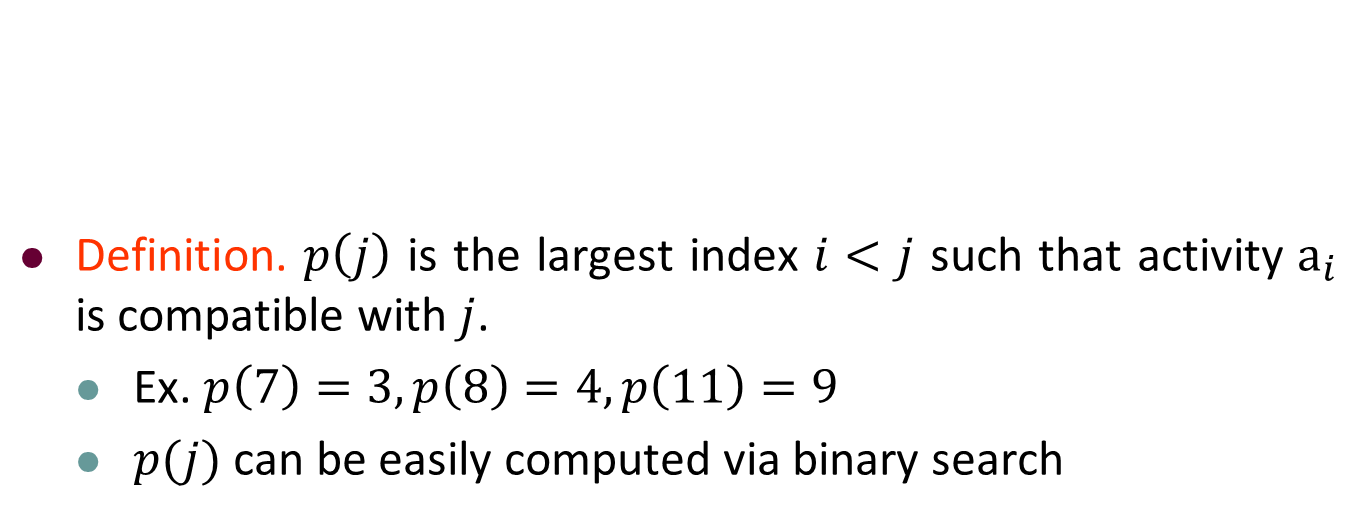 • Definition. p(j) is the largest index i < j such that activity aᵢ
is compatible with j.
• Ex. p(7) = 3, p(8) = 4, p(11) = 9
• p(j) can be easily computed via binary search